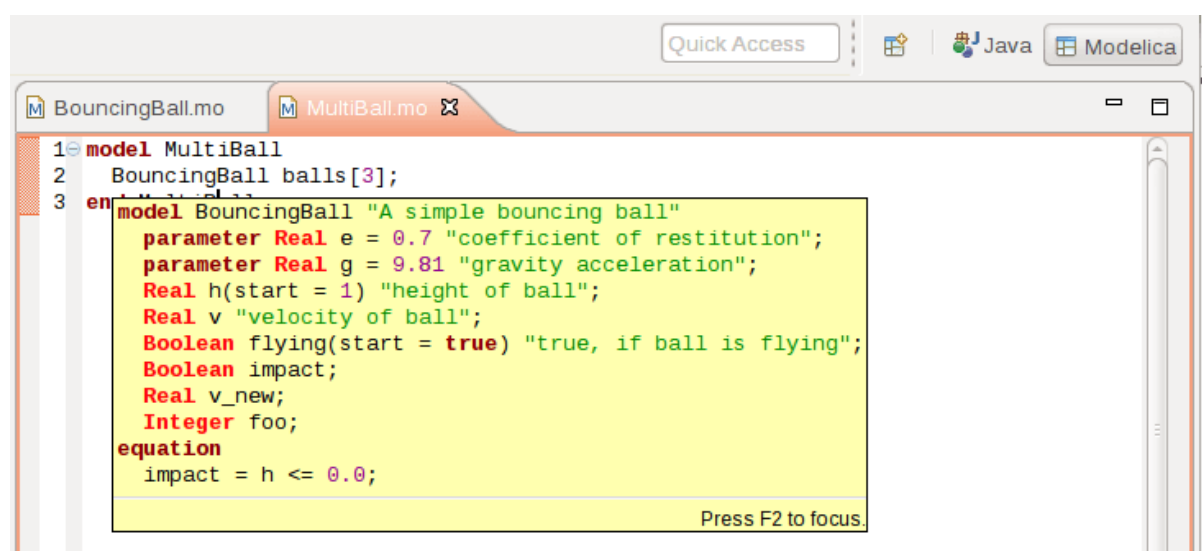 Quick Access Java Modelica
BouncingBall.mo MultiBall.mo
1 model MultiBall
2 BouncingBall balls[3];
3 end MultiBall
model BouncingBall "A simple bouncing ball"
parameter Real e = 0.7 "coefficient of restitution";
parameter Real g = 9.81 "gravity acceleration";
Real h(start = 1) "height of ball";
Real v "velocity of ball";
Boolean flying(start = true) "true, if ball is flying";
Boolean impact;
Real v_new;
Integer foo;
equation
impact = h <= 0.0;
Press F2 to focus.